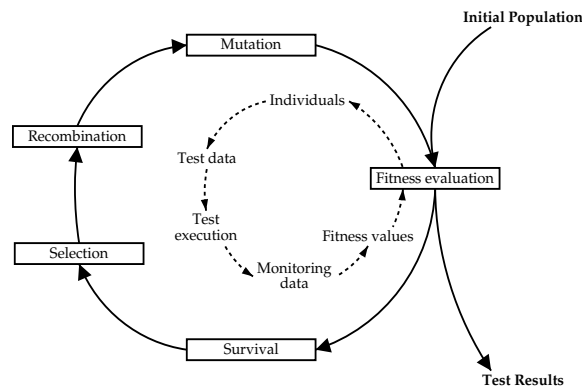 Initial Population
Mutation
Individuals
Recombination
Test data
Fitness evaluation
Test
execution
Fitness values
Selection
Monitoring
data
Survival
Test Results